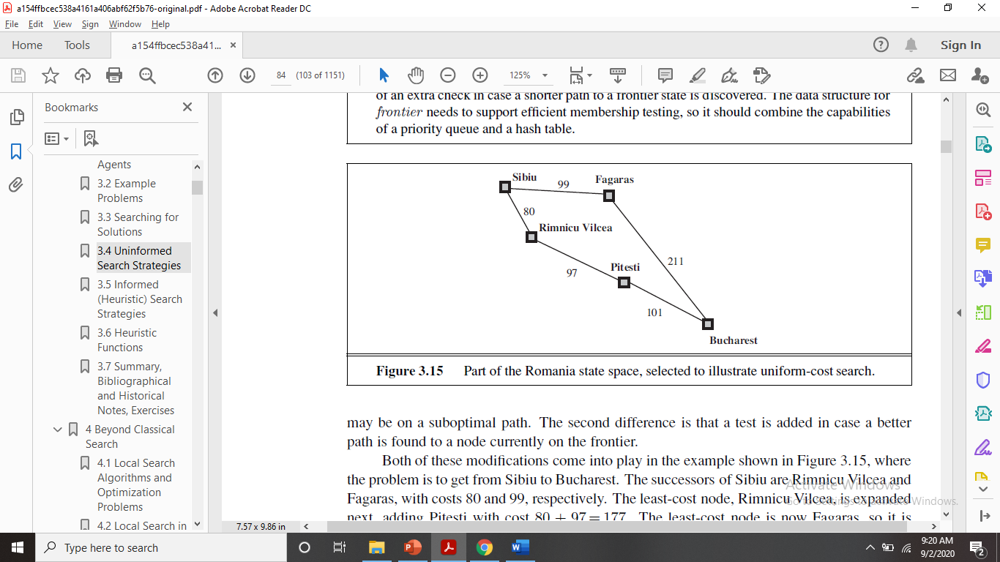 a154ffbcec538a4161a406abf62f5b76-original.pdf - Adobe Acrobat Reader DC
File Edit View Sign Window Help
Home Tools a154ffbcec538a41... × Sign In
84 (103 of 1151) 125%
Bookmarks
Agents
3.2 Example
Problems
3.3 Searching for
Solutions
3.4 Uninformed
Search Strategies
3.5 Informed
(Heuristic) Search
Strategies
3.6 Heuristic
Functions
3.7 Summary,
Bibliographical
and Historical
Notes, Exercises
4 Beyond Classical
Search
4.1 Local Search
Algorithms and
Optimization
Problems
4.2 Local Search in
of an extra check in case a shorter path to a frontier state is discovered. The data structure for
frontier needs to support efficient membership testing, so it should combine the capabilities
of a priority queue and a hash table.
Sibiu
99
Fagaras
80
Rimnicu Vilcea
97
Pitesti
211
101
Bucharest
Figure 3.15 Part of the Romania state space, selected to illustrate uniform-cost search.
may be on a suboptimal path. The second difference is that a test is added in case a better
path is found to a node currently on the frontier.
Both of these modifications come into play in the example shown in Figure 3.15, where
the problem is to get from Sibiu to Bucharest. The successors of Sibiu are Rimnicu Vilcea and
Fagaras, with costs 80 and 99, respectively. The least-cost node, Rimnicu Vilcea, is expanded
next, adding Pitesti with cost 80 + 97 = 177. The least-cost node is now Fagaras, so it is
Activate Windows
Go to Settings to activate Windows.
7.57 x 9.86 in
Type here to search
9:20 AM
9/2/2020
2